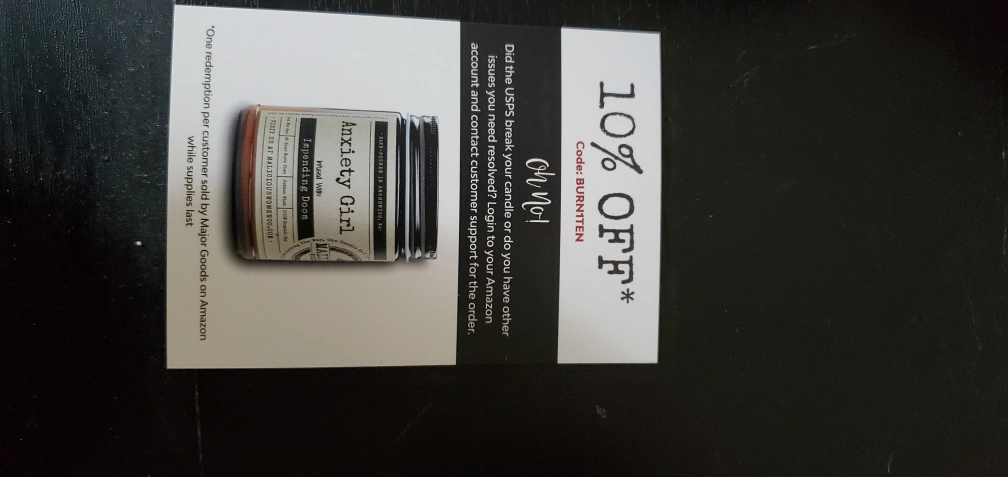 10% OFF*
Code: BURN1TEN
Oh No!
Did the USPS break your candle or do you have other
issues you need resolved? Login to your Amazon
account and contact customer support for the order.
Anxiety Girl
Infused With
Impending Doom
*One redemption per customer sold by Major Goods on Amazon
while supplies last